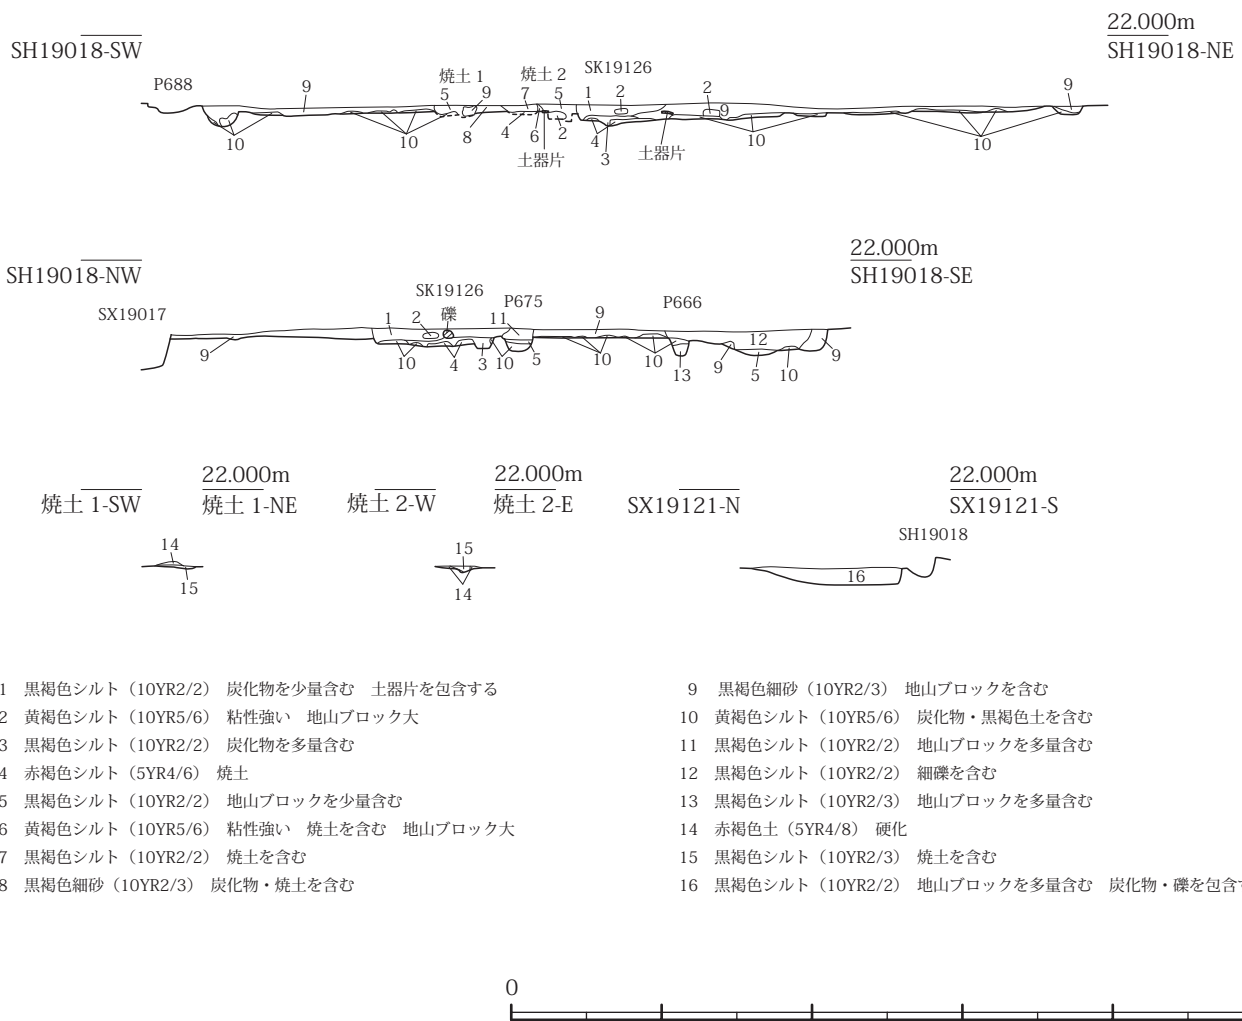 22.000m
SH19018-SW
SH19018-NE
P688 9 焼土 1 5 9 焼土 2 7 5 SK19126 1 2 2 9 9
10 10 8 4 6 2 土器片 4 3 土器片 10 10
22.000m
SH19018-NW
SH19018-SE
SX19017 1 2 SK19126 礫 11 P675 9 P666 12
9 10 4 3 10 5 10 10 13 9 5 10 9
22.000m 22.000m 22.000m
焼土 1-SW 焼土 1-NE 焼土 2-W 焼土 2-E SX19121-N SX19121-S
SH19018
14 15 16
15 14
1 黒褐色シルト（10YR2/2） 炭化物を少量含む 土器片を包含する
2 黄褐色シルト（10YR5/6） 粘性強い 地山ブロック大
3 黒褐色シルト（10YR2/2） 炭化物を多量含む
4 赤褐色シルト（5YR4/6） 焼土
5 黒褐色シルト（10YR2/2） 地山ブロックを少量含む
6 黄褐色シルト（10YR5/6） 粘性強い 焼土を含む 地山ブロック大
7 黒褐色シルト（10YR2/2） 焼土を含む
8 黒褐色細砂（10YR2/3） 炭化物・焼土を含む
9 黒褐色細砂（10YR2/3） 地山ブロックを含む
10 黄褐色シルト（10YR5/6） 炭化物・黒褐色土を含む
11 黒褐色シルト（10YR2/2） 地山ブロックを多量含む
12 黒褐色シルト（10YR2/2） 細礫を含む
13 黒褐色シルト（10YR2/3） 地山ブロックを多量含む
14 赤褐色土（5YR4/8） 硬化
15 黒褐色シルト（10YR2/3） 焼土を含む
16 黒褐色シルト（10YR2/2） 地山ブロックを多量含む 炭化物・礫を包含
0